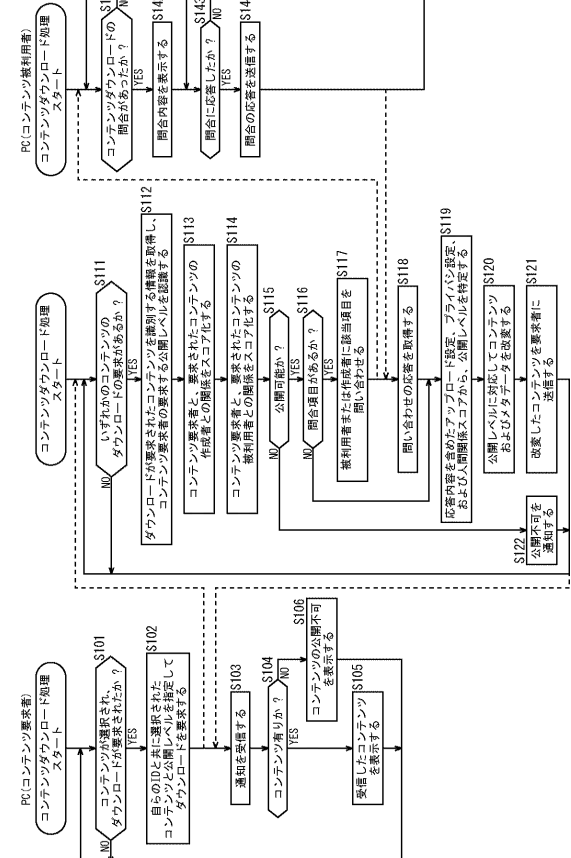 PC(コンテンツ要求者)
コンテンツダウンロード処理
スタート
S101
コンテンツが選択され、
ダウンロードが要求されたか？
NO
YES
S102
自らのIDと共に選択された
コンテンツと公開レベルを指定して
ダウンロードを要求する
S103
通知を受信する
S104
コンテンツ有りか？
NO
YES
S106
コンテンツの公開不可
を表示する
S105
受信したコンテンツ
を表示する
コンテンツダウンロード処理
スタート
S111
いずれかのコンテンツの
ダウンロードの要求があるか？
NO
YES
S112
ダウンロードが要求されたコンテンツを識別する情報を取得し、
コンテンツ要求者の要求する公開レベルを認識する
S113
コンテンツ要求者と、要求されたコンテンツの
作成者との関係をスコア化する
S114
コンテンツ要求者と、要求されたコンテンツの
被利用者との関係をスコア化する
S115
公開可能か？
NO
YES
S116
問合項目があるか？
NO
YES
S117
被利用者または作成者に該当項目を
問い合わせる
S118
問い合わせの応答を取得する
S119
応答内容を含めたアップロード設定、プライバシ設定、
および人間関係スコアから、公開レベルを特定する
S120
公開レベルに対応してコンテンツ
およびメタデータを改変する
S121
改変したコンテンツを要求者に
送信する
S122
公開不可を
通知する
PC(コンテンツ被利用者)
コンテンツダウンロード処理
スタート
コンテンツダウンロードの
問合があったか？
NO
YES
問合内容を表示する
S143
問合に応答したか？
NO
YES
問合の応答を送信する